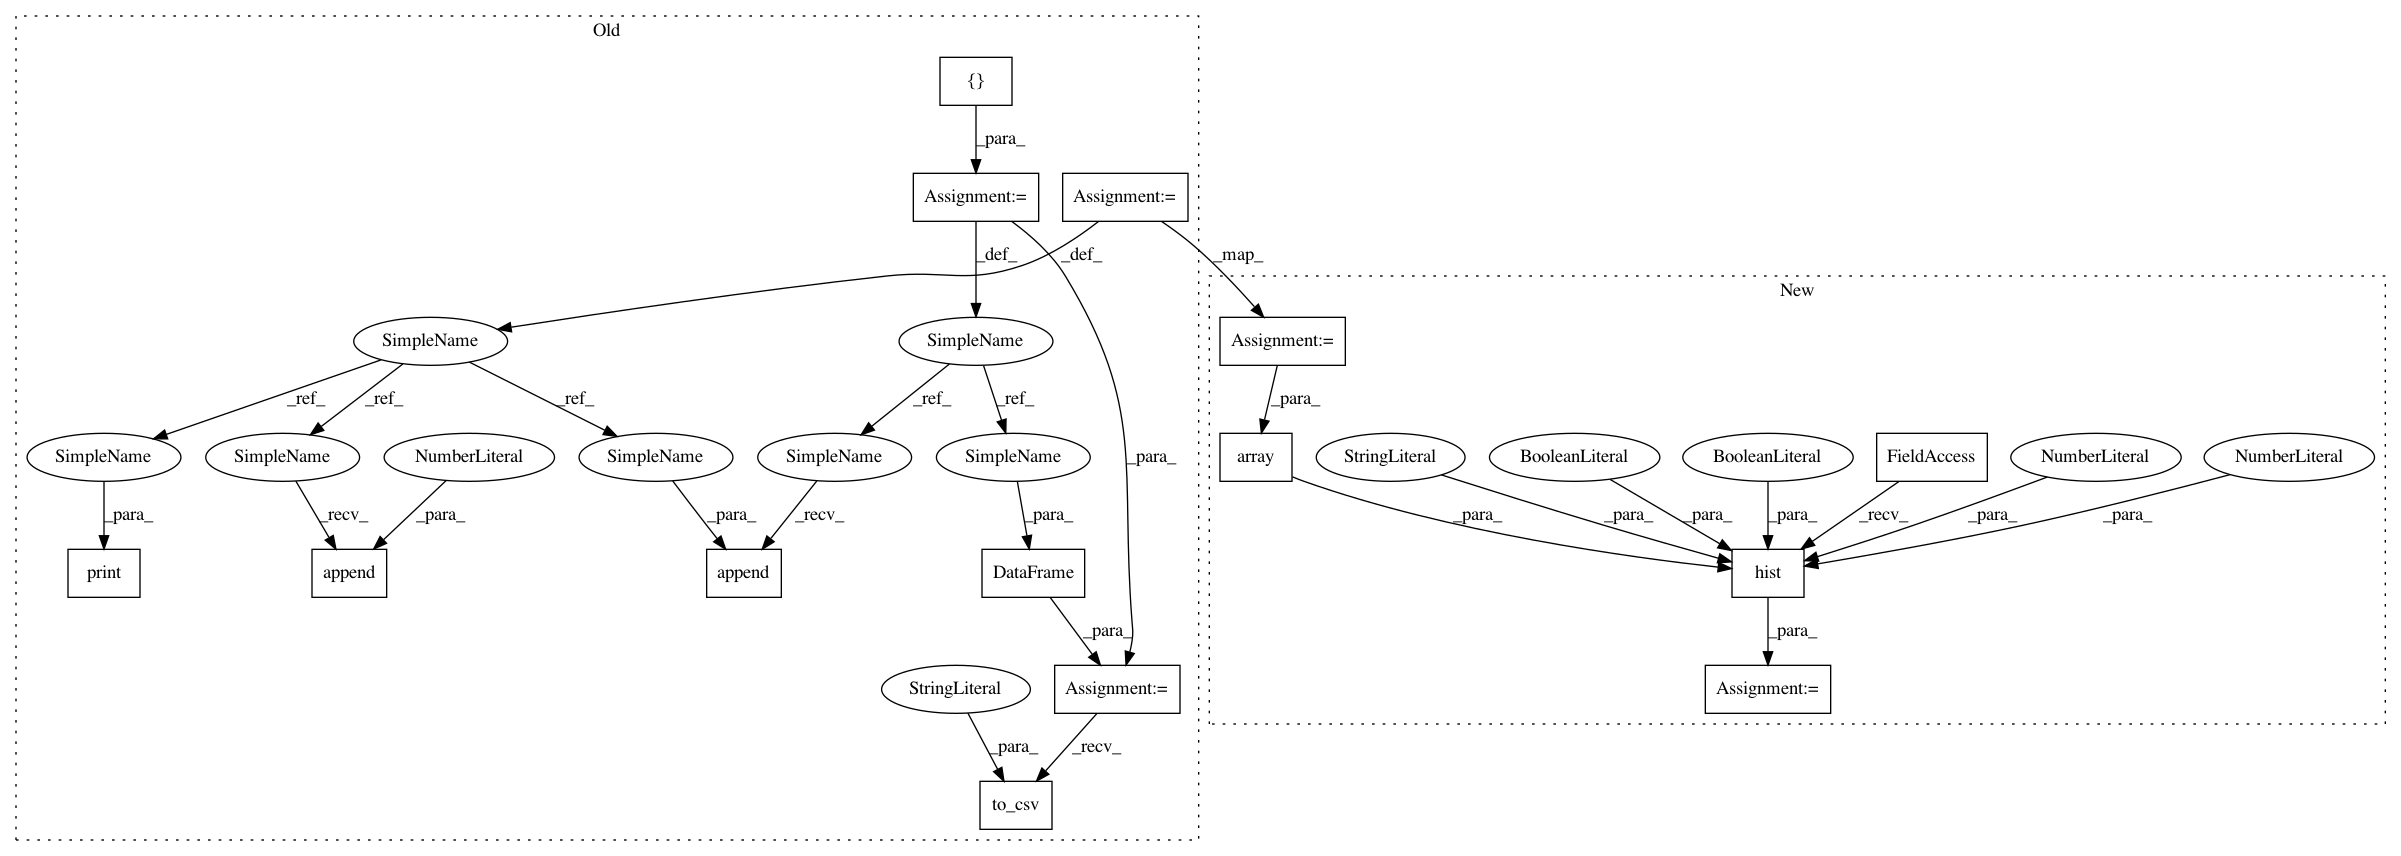 Old
{}
_para_
Assignment:= Assignment:=
_def_ _def_ _map_
New
SimpleName SimpleName Assignment:=
_ref_ _ref_ _ref_ _ref_ _ref_ _para_
SimpleName SimpleName NumberLiteral SimpleName SimpleName SimpleName _para_ array StringLiteral BooleanLiteral BooleanLiteral FieldAccess NumberLiteral NumberLiteral
_para_ _recv_ _para_ _para_ _recv_ _para_ _para_ _para_ _para_ _para_ _recv_ _para_ _para_
print append append DataFrame hist
_para_ _para_
StringLiteral Assignment:= Assignment:=
_para_ _recv_
to_csv